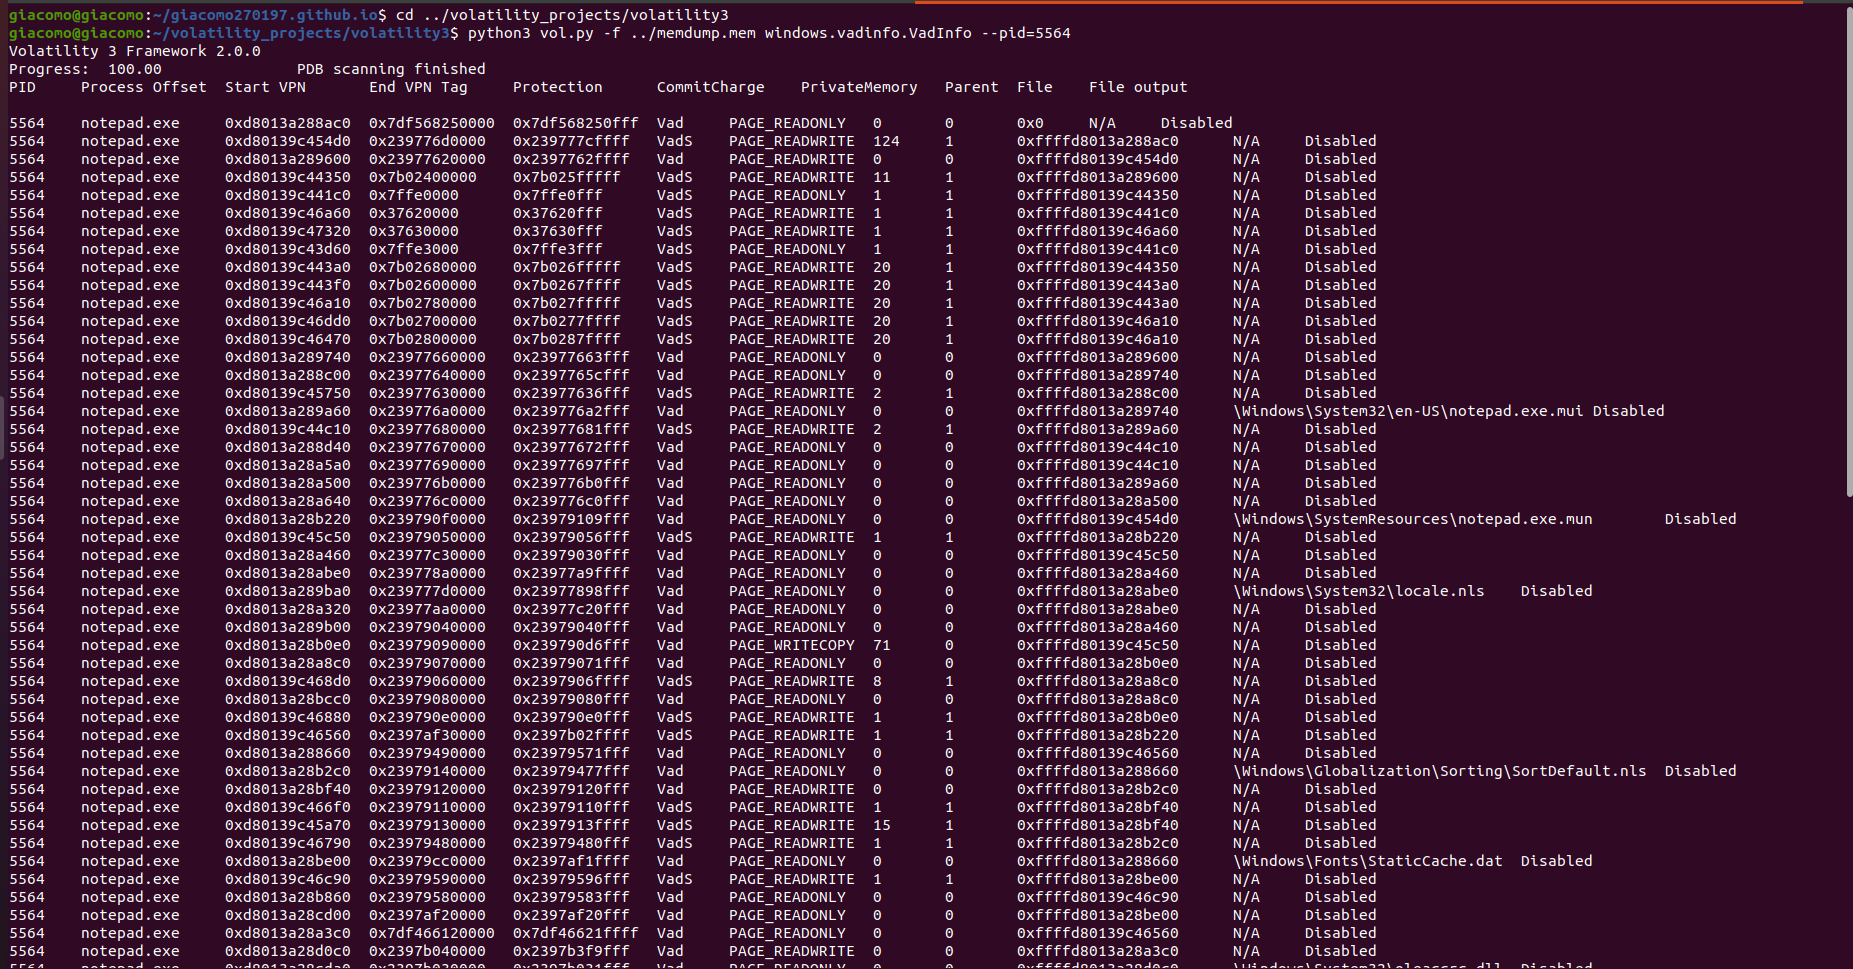 giacomo@giacomo:~/giacomo270197.github.io$ cd ../volatility_projects/volatility3
giacomo@giacomo:~/volatility_projects/volatility3$ python3 vol.py -f ../memdump.mem windows.vadinfo.VadInfo --pid=5564
Volatility 3 Framework 2.0.0
Progress:  100.00               PDB scanning finished
PID     Process Offset  Start VPN       End VPN Tag     Protection      CommitCharge    PrivateMemory   Parent  File    File output
5564    notepad.exe     0xd8013a288ac0  0x7df568250000  0x7df568250fff  Vad     PAGE_READONLY   0       0       0x0     N/A     Disabled
5564    notepad.exe     0xd80139c454d0  0x239776d0000   0x239777cffff   VadS    PAGE_READWRITE  124     1       0xffffd8013a288ac0      N/A     Disabled
5564    notepad.exe     0xd8013a289600  0x23977620000   0x2397762ffff   Vad     PAGE_READWRITE  0       0       0xffffd80139c454d0      N/A     Disabled
5564    notepad.exe     0xd80139c44350  0x7b02400000    0x7b025fffff    VadS    PAGE_READWRITE  11      1       0xffffd8013a289600      N/A     Disabled
5564    notepad.exe     0xd80139c441c0  0x7ffe0000      0x7ffe0fff      VadS    PAGE_READONLY   1       1       0xffffd80139c44350      N/A     Disabled
5564    notepad.exe     0xd80139c46a60  0x37620000      0x37620fff      VadS    PAGE_READWRITE  1       1       0xffffd80139c441c0      N/A     Disabled
5564    notepad.exe     0xd80139c47320  0x37630000      0x37630fff      VadS    PAGE_READWRITE  1       1       0xffffd80139c46a60      N/A     Disabled
5564    notepad.exe     0xd80139c43d60  0x7ffe3000      0x7ffe3fff      VadS    PAGE_READONLY   1       1       0xffffd80139c441c0      N/A     Disabled
5564    notepad.exe     0xd80139c443a0  0x7b02680000    0x7b026fffff    VadS    PAGE_READWRITE  20      1       0xffffd80139c44350      N/A     Disabled
5564    notepad.exe     0xd80139c443f0  0x7b02600000    0x7b0267ffff    VadS    PAGE_READWRITE  20      1       0xffffd80139c443a0      N/A     Disabled
5564    notepad.exe     0xd80139c46a10  0x7b02780000    0x7b027fffff    VadS    PAGE_READWRITE  20      1       0xffffd80139c443a0      N/A     Disabled
5564    notepad.exe     0xd80139c46dd0  0x7b02700000    0x7b0277ffff    VadS    PAGE_READWRITE  20      1       0xffffd80139c46a10      N/A     Disabled
5564    notepad.exe     0xd80139c46470  0x7b02800000    0x7b0287ffff    VadS    PAGE_READWRITE  20      1       0xffffd80139c46a10      N/A     Disabled
5564    notepad.exe     0xd8013a289740  0x23977660000   0x23977663fff   Vad     PAGE_READONLY   0       0       0xffffd8013a289600      N/A     Disabled
5564    notepad.exe     0xd8013a288c00  0x23977640000   0x2397765cfff   Vad     PAGE_READONLY   0       0       0xffffd8013a289740      N/A     Disabled
5564    notepad.exe     0xd80139c45750  0x23977630000   0x23977636fff   VadS    PAGE_READWRITE  2       1       0xffffd8013a288c00      N/A     Disabled
5564    notepad.exe     0xd8013a289a60  0x239776a0000   0x239776a2fff   Vad     PAGE_READONLY   0       0       0xffffd8013a289740      \Windows\System32\en-US\notepad.exe.mui Disabled
5564    notepad.exe     0xd80139c44c10  0x23977680000   0x23977681fff   VadS    PAGE_READWRITE  2       1       0xffffd8013a289a60      N/A     Disabled
5564    notepad.exe     0xd8013a288d40  0x23977670000   0x23977672fff   Vad     PAGE_READONLY   0       0       0xffffd80139c44c10      N/A     Disabled
5564    notepad.exe     0xd8013a28a5a0  0x23977690000   0x23977697fff   Vad     PAGE_READONLY   0       0       0xffffd80139c44c10      N/A     Disabled
5564    notepad.exe     0xd8013a28a500  0x239776b0000   0x239776b0fff   Vad     PAGE_READONLY   0       0       0xffffd8013a289a60      N/A     Disabled
5564    notepad.exe     0xd8013a28a640  0x239776c0000   0x239776c0fff   Vad     PAGE_READONLY   0       0       0xffffd8013a28a500      N/A     Disabled
5564    notepad.exe     0xd8013a28b220  0x239790f0000   0x23979109fff   Vad     PAGE_READONLY   0       0       0xffffd80139c454d0      \Windows\SystemResources\notepad.exe.mun        Disabled
5564    notepad.exe     0xd80139c45c50  0x23979050000   0x23979056fff   VadS    PAGE_READWRITE  1       1       0xffffd8013a28b220      N/A     Disabled
5564    notepad.exe     0xd8013a28a460  0x23977c30000   0x23979030fff   Vad     PAGE_READONLY   0       0       0xffffd80139c45c50      N/A     Disabled
5564    notepad.exe     0xd8013a28abe0  0x239778a0000   0x23977a9ffff   Vad     PAGE_READONLY   0       0       0xffffd8013a28a460      N/A     Disabled
5564    notepad.exe     0xd8013a289ba0  0x239777d0000   0x23977898fff   Vad     PAGE_READONLY   0       0       0xffffd8013a28abe0      \Windows\System32\locale.nls    Disabled
5564    notepad.exe     0xd8013a28a320  0x23977aa0000   0x23977c20fff   Vad     PAGE_READONLY   0       0       0xffffd8013a28abe0      N/A     Disabled
5564    notepad.exe     0xd8013a289b00  0x23979040000   0x23979040fff   Vad     PAGE_READONLY   0       0       0xffffd8013a28a460      N/A     Disabled
5564    notepad.exe     0xd8013a28b0e0  0x23979090000   0x239790d6fff   Vad     PAGE_WRITECOPY  71      0       0xffffd80139c45c50      N/A     Disabled
5564    notepad.exe     0xd8013a28a8c0  0x23979070000   0x23979071fff   Vad     PAGE_READONLY   0       0       0xffffd8013a28b0e0      N/A     Disabled
5564    notepad.exe     0xd80139c468d0  0x23979060000   0x2397906ffff   VadS    PAGE_READWRITE  8       1       0xffffd8013a28a8c0      N/A     Disabled
5564    notepad.exe     0xd8013a28bcc0  0x23979080000   0x23979080fff   Vad     PAGE_READONLY   0       0       0xffffd8013a28a8c0      N/A     Disabled
5564    notepad.exe     0xd80139c46880  0x239790e0000   0x239790e0fff   VadS    PAGE_READWRITE  1       1       0xffffd8013a28b0e0      N/A     Disabled
5564    notepad.exe     0xd80139c46560  0x2397af30000   0x2397b02ffff   VadS    PAGE_READWRITE  1       1       0xffffd8013a28b220      N/A     Disabled
5564    notepad.exe     0xd8013a288660  0x23979490000   0x23979571fff   Vad     PAGE_READONLY   0       0       0xffffd80139c46560      N/A     Disabled
5564    notepad.exe     0xd8013a28b2c0  0x23979140000   0x23979477fff   Vad     PAGE_READONLY   0       0       0xffffd8013a288660      \Windows\Globalization\Sorting\SortDefault.nls  Disabled
5564    notepad.exe     0xd8013a28bf40  0x23979120000   0x23979120fff   Vad     PAGE_READWRITE  0       0       0xffffd8013a28b2c0      N/A     Disabled
5564    notepad.exe     0xd80139c466f0  0x23979110000   0x23979110fff   VadS    PAGE_READWRITE  1       1       0xffffd8013a28bf40      N/A     Disabled
5564    notepad.exe     0xd80139c45a70  0x23979130000   0x2397913ffff   VadS    PAGE_READWRITE  15      1       0xffffd8013a28bf40      N/A     Disabled
5564    notepad.exe     0xd80139c46790  0x23979480000   0x23979480fff   VadS    PAGE_READWRITE  1       1       0xffffd8013a28b2c0      N/A     Disabled
5564    notepad.exe     0xd8013a28be00  0x23979cc0000   0x2397af1ffff   Vad     PAGE_READONLY   0       0       0xffffd8013a288660      \Windows\Fonts\StaticCache.dat  Disabled
5564    notepad.exe     0xd80139c46c90  0x23979590000   0x23979596fff   VadS    PAGE_READWRITE  1       1       0xffffd8013a28be00      N/A     Disabled
5564    notepad.exe     0xd8013a28b860  0x23979580000   0x23979583fff   Vad     PAGE_READONLY   0       0       0xffffd80139c46c90      N/A     Disabled
5564    notepad.exe     0xd8013a28cd00  0x2397af20000   0x2397af20fff   Vad     PAGE_READONLY   0       0       0xffffd8013a28be00      N/A     Disabled
5564    notepad.exe     0xd8013a28a3c0  0x7df466120000  0x7df46621ffff  Vad     PAGE_READONLY   0       0       0xffffd80139c46560      N/A     Disabled
5564    notepad.exe     0xd8013a28d0c0  0x2397b040000   0x2397b3f9fff   Vad     PAGE_READWRITE  0       0       0xffffd8013a28a3c0      N/A     Disabled